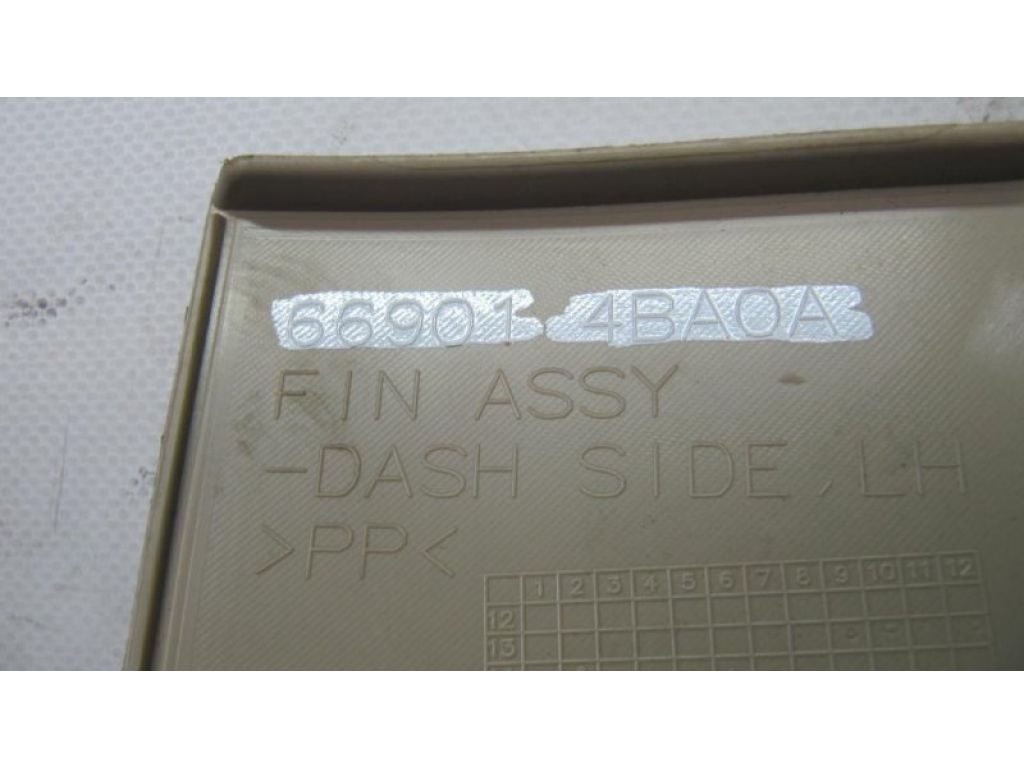 66901 4BA0A
FIN ASSY
-DASH SIDE, LH
>PP<
1 2 3 4 5 6 7 8 9 10 11 12
12
13